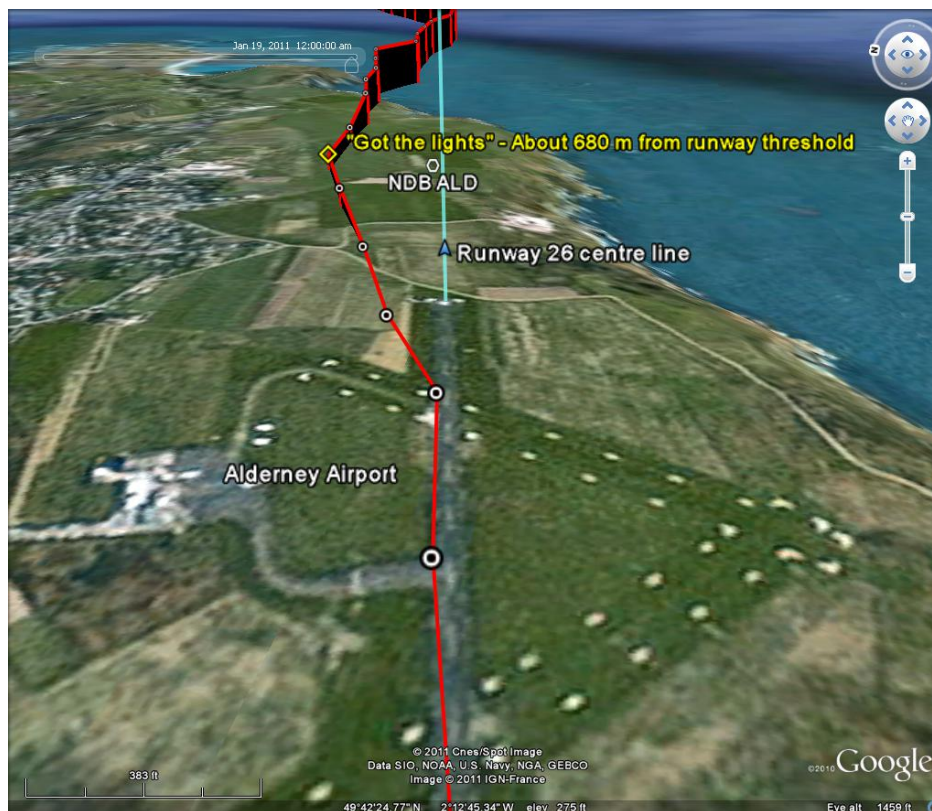 Jan 19, 2011 12:00:00 am
N
"Got the lights" - About 680 m from runway threshold
NDB ALD
Runway 26 centre line
Alderney Airport
© 2011 Cnes/Spot Image
Data SIO, NOAA, U.S. Navy, NGA, GEBCO
Image © 2011 IGN-France
©2010 Google
383 ft
49°42'24.77" N 2°12'45.34" W elev 275 ft
Eye alt 1459 ft